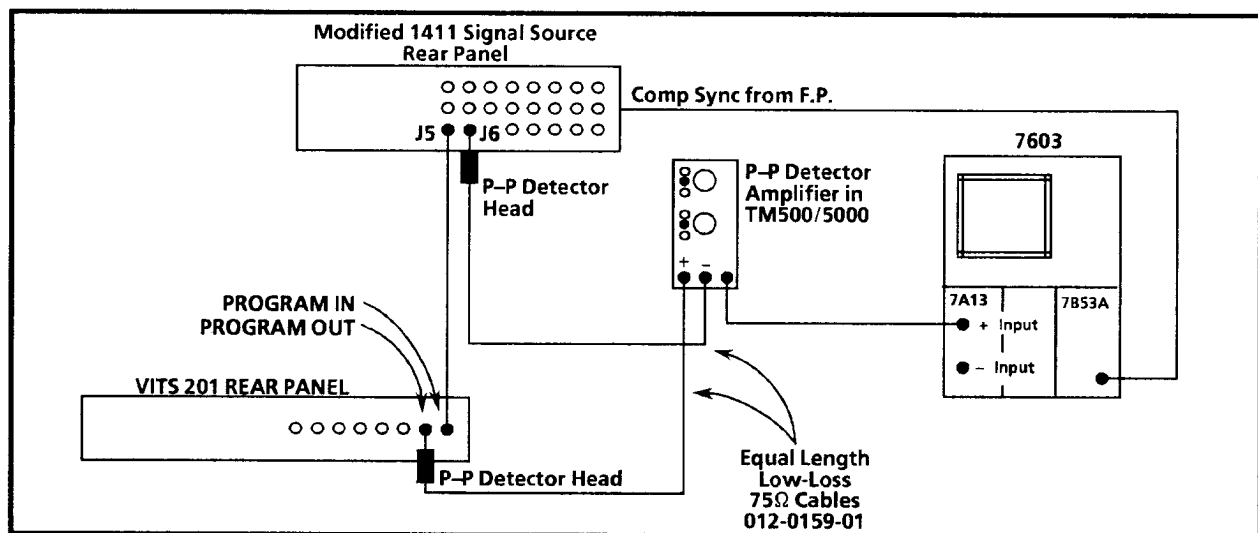 Modified 1411 Signal Source
Rear Panel
Comp Sync from F.P.
J5
J6
7603
P–P Detector
Head
P–P Detector
Amplifier in
TM500/5000
+ –
7A13
7B53A
+ Input
– Input
PROGRAM IN
PROGRAM OUT
VITS 201 REAR PANEL
P–P Detector Head
Equal Length
Low-Loss
75Ω Cables
012-0159-01